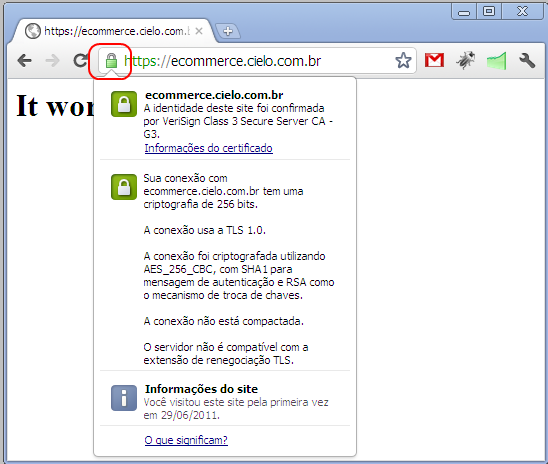 https://ecommerce.cielo.com.
https://ecommerce.cielo.com.br
It wor
ecommerce.cielo.com.br
A identidade deste site foi confirmada
por VeriSign Class 3 Secure Server CA -
G3.
Informações do certificado
Sua conexão com
ecommerce.cielo.com.br tem uma
criptografia de 256 bits.
A conexão usa a TLS 1.0.
A conexão foi criptografada utilizando
AES_256_CBC, com SHA1 para
mensagem de autenticação e RSA como
o mecanismo de troca de chaves.
A conexão não está compactada.
O servidor não é compatível com a
extensão de renegociação TLS.
Informações do site
Você visitou este site pela primeira vez
em 29/06/2011.
O que significam?